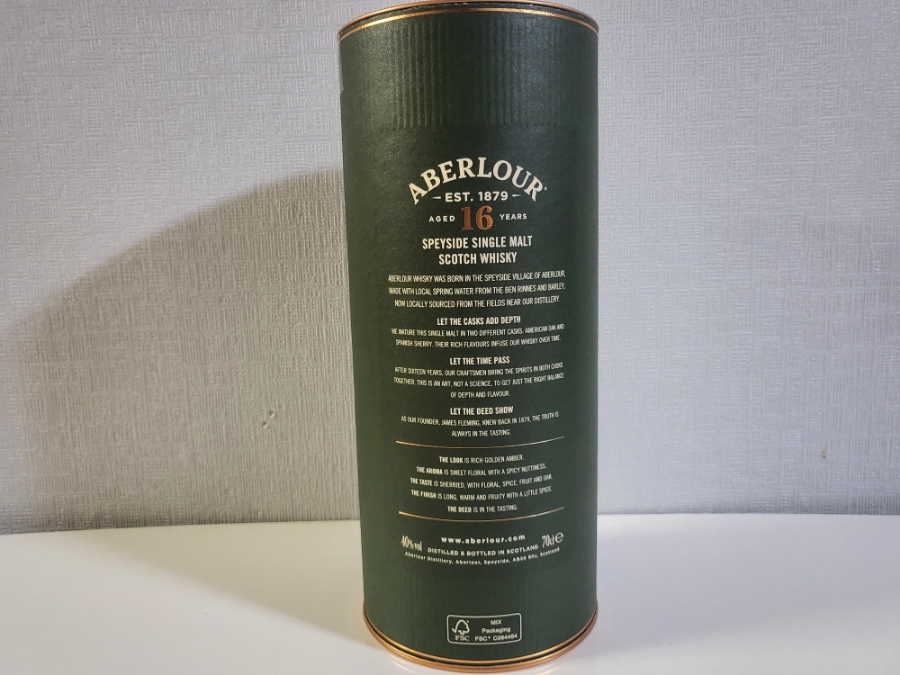 ABERLOUR
EST. 1879
AGED 16 YEARS
SPEYSIDE SINGLE MALT
SCOTCH WHISKY
ABERLOUR WHISKY WAS BORN IN THE SPEYSIDE VILLAGE OF ABERLOUR,
MADE WITH LOCAL SPRING WATER FROM THE BEN RINNES AND BARLEY,
NOW LOCALLY SOURCED FROM THE FIELDS NEAR OUR DISTILLERY.
LET THE CASKS ADD DEPTH
WE MATURE THIS SINGLE MALT IN TWO DIFFERENT CASKS. AMERICAN OAK AND
SPANISH SHERRY. THEIR RICH FLAVOURS INFUSE OUR WHISKY OVER TIME.
LET THE TIME PASS
AFTER SIXTEEN YEARS, OUR CRAFTSMEN BRING THE SPIRITS IN BOTH CASKS
TOGETHER. THIS IS AN ART, NOT A SCIENCE, TO GET JUST THE RIGHT BALANCE
OF DEPTH AND FLAVOUR.
LET THE DEED SHOW
AS OUR FOUNDER, JAMES FLEMING, KNEW BACK IN 1879, THE TRUTH IS
ALWAYS IN THE TASTING.
THE LOOK IS RICH GOLDEN AMBER.
THE AROMA IS SWEET FLORAL WITH A SPICY NUTTINESS.
THE TASTE IS SHERRIED, WITH FLORAL, SPICE, FRUIT AND OAK.
THE FINISH IS LONG, WARM AND FRUITY WITH A LITTLE SPICE.
THE DEED IS IN THE TASTING.
www.aberlour.com
40%vol DISTILLED & BOTTLED IN SCOTLAND 70cl e
Aberlour Distillery, Aberlour, Speyside, AB38 9PJ, Scotland
FSC
MIX
Packaging
FSC® C084484